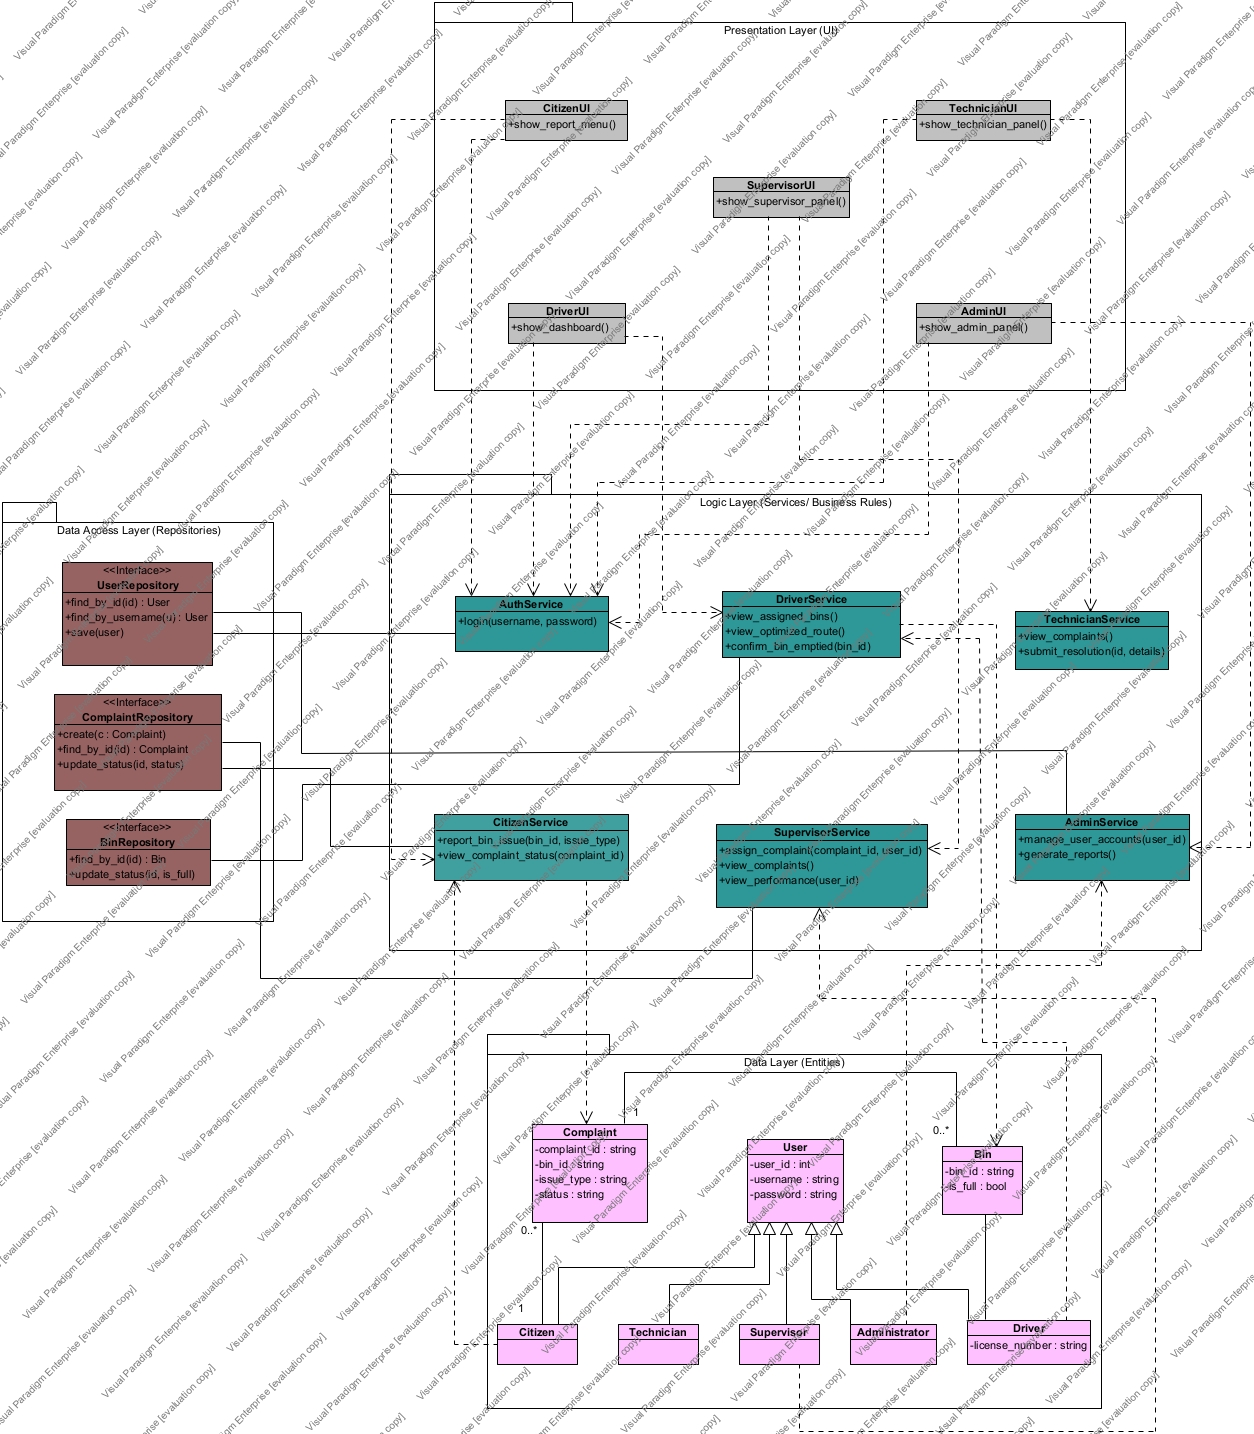 Presentation Layer (UI)
CitizenUI
+show_report_menu()
TechnicianUI
+show_technician_panel()
SupervisorUI
+show_supervisor_panel()
DriverUI
+show_dashboard()
AdminUI
+show_admin_panel()
Logic Layer (Services/ Business Rules)
Data Access Layer (Repositories)
<<Interface>>
UserRepository
+find_by_id(id) : User
+find_by_username(u) : User
+save(user)
AuthService
+login(username, password)
DriverService
+view_assigned_bins()
+view_optimized_route()
+confirm_bin_emptied(bin_id)
TechnicianService
+view_complaints()
+submit_resolution(id, details)
<<Interface>>
ComplaintRepository
+create(c : Complaint)
+find_by_id(id) : Complaint
+update_status(id, status)
<<Interface>>
BinRepository
+find_by_id(id) : Bin
+update_status(id, is_full)
CitizenService
+report_bin_issue(bin_id, issue_type)
+view_complaint_status(complaint_id)
SupervisorService
+assign_complaint(complaint_id, user_id)
+view_complaints()
+view_performance(user_id)
AdminService
+manage_user_accounts(user_id)
+generate_reports()
Data Layer (Entities)
1
0..*
Complaint
-complaint_id : string
-bin_id : string
-issue_type : string
-status : string
User
-user_id : int
-username : string
-password : string
Bin
-bin_id : string
-is_full : bool
0..*
1
Citizen
Technician
Supervisor
Administrator
Driver
-license_number : string
Visual Paradigm Enterprise [evaluation copy]